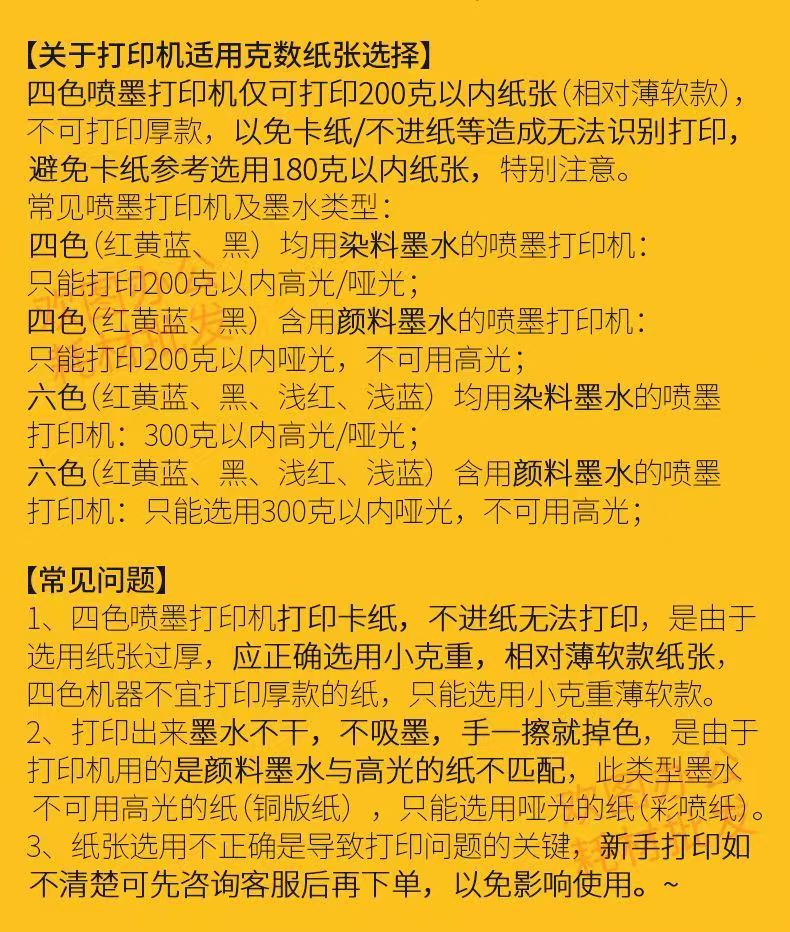 【关于打印机适用克数纸张选择】
四色喷墨打印机仅可打印200克以内纸张(相对薄软款),
不可打印厚款，以免卡纸/不进纸等造成无法识别打印，
避免卡纸参考选用180克以内纸张，特别注意。
常见喷墨打印机及墨水类型：
四色(红黄蓝、黑）均用染料墨水的喷墨打印机：
只能打印200克以内高光/哑光；
四色(红黄蓝、黑）含用颜料墨水的喷墨打印机：
只能打印200克以内哑光，不可用高光；
六色(红黄蓝、黑、浅红、浅蓝）均用染料墨水的喷墨
打印机：300克以内高光/哑光；
六色(红黄蓝、黑、浅红、浅蓝）含用颜料墨水的喷墨
打印机：只能选用300克以内哑光，不可用高光；
欢图办公
耗材批发
【常见问题】
1、四色喷墨打印机打印卡纸，不进纸无法打印，是由于
选用纸张过厚，应正确选用小克重，相对薄软款纸张，
四色机器不宜打印厚款的纸，只能选用小克重薄软款。
2、打印出来墨水不干，不吸墨，手一擦就掉色，是由于
打印机用的是颜料墨水与高光的纸不匹配，此类型墨水
不可用高光的纸(铜版纸）,只能选用哑光的纸(彩喷纸)。
3、纸张选用不正确是导致打印问题的关键，新手打印如
不清楚可先咨询客服后再下单，以免影响使用。~
欢图办公
耗材批发